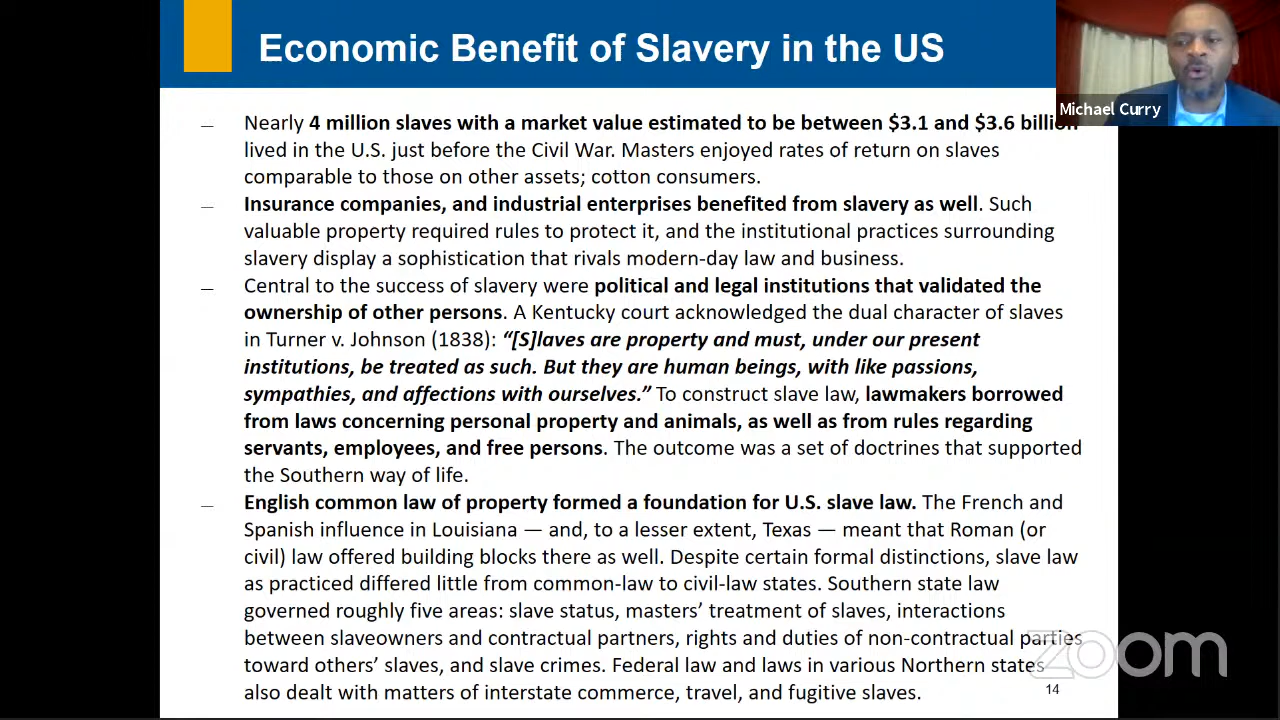 Economic Benefit of Slavery in the US
Michael Curry
— Nearly 4 million slaves with a market value estimated to be between $3.1 and $3.6 billion
lived in the U.S. just before the Civil War. Masters enjoyed rates of return on slaves
comparable to those on other assets; cotton consumers.
— Insurance companies, and industrial enterprises benefited from slavery as well. Such
valuable property required rules to protect it, and the institutional practices surrounding
slavery display a sophistication that rivals modern-day law and business.
— Central to the success of slavery were political and legal institutions that validated the
ownership of other persons. A Kentucky court acknowledged the dual character of slaves
in Turner v. Johnson (1838): “[S]laves are property and must, under our present
institutions, be treated as such. But they are human beings, with like passions,
sympathies, and affections with ourselves.” To construct slave law, lawmakers borrowed
from laws concerning personal property and animals, as well as from rules regarding
servants, employees, and free persons. The outcome was a set of doctrines that supported
the Southern way of life.
— English common law of property formed a foundation for U.S. slave law. The French and
Spanish influence in Louisiana — and, to a lesser extent, Texas — meant that Roman (or
civil) law offered building blocks there as well. Despite certain formal distinctions, slave law
as practiced differed little from common-law to civil-law states. Southern state law
governed roughly five areas: slave status, masters’ treatment of slaves, interactions
between slaveowners and contractual partners, rights and duties of non-contractual parties
toward others’ slaves, and slave crimes. Federal law and laws in various Northern states
also dealt with matters of interstate commerce, travel, and fugitive slaves.
14
zoom